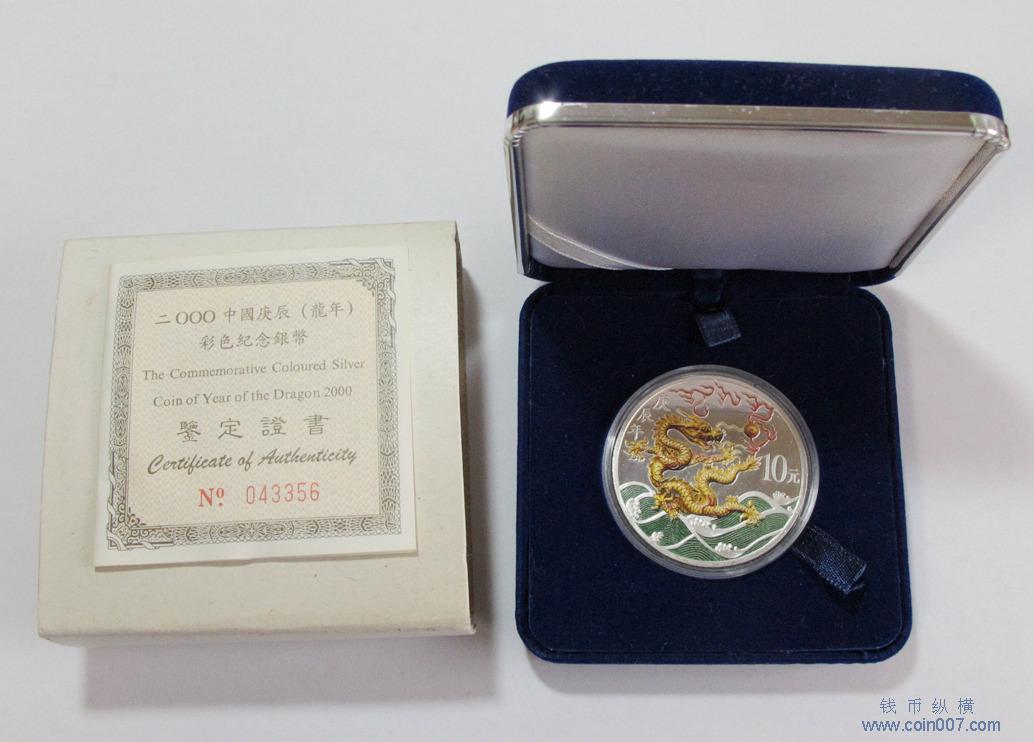 二OOO 中國庚辰 (龍年)
彩色紀念銀幣
The Commemorative Coloured Silver
Coin of Year of the Dragon 2000
鑒定證書
Certificate of Authenticity
Nº 043356
庚辰年
10元
钱币纵横
www.coin007.com